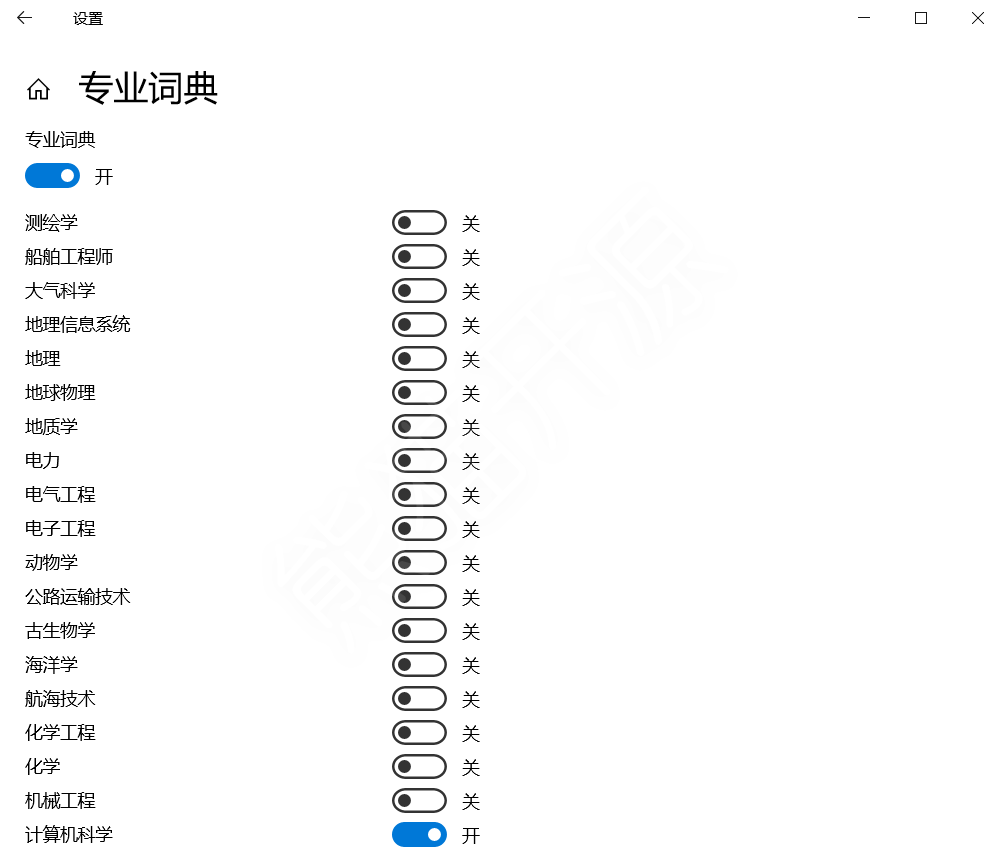 设置
专业词典
专业词典
开
测绘学 关
船舶工程师 关
大气科学 关
地理信息系统 关
地理 关
地球物理 关
地质学 关
电力 关
电气工程 关
电子工程 关
动物学 关
公路运输技术 关
古生物学 关
海洋学 关
航海技术 关
化学工程 关
化学 关
机械工程 关
计算机科学 开